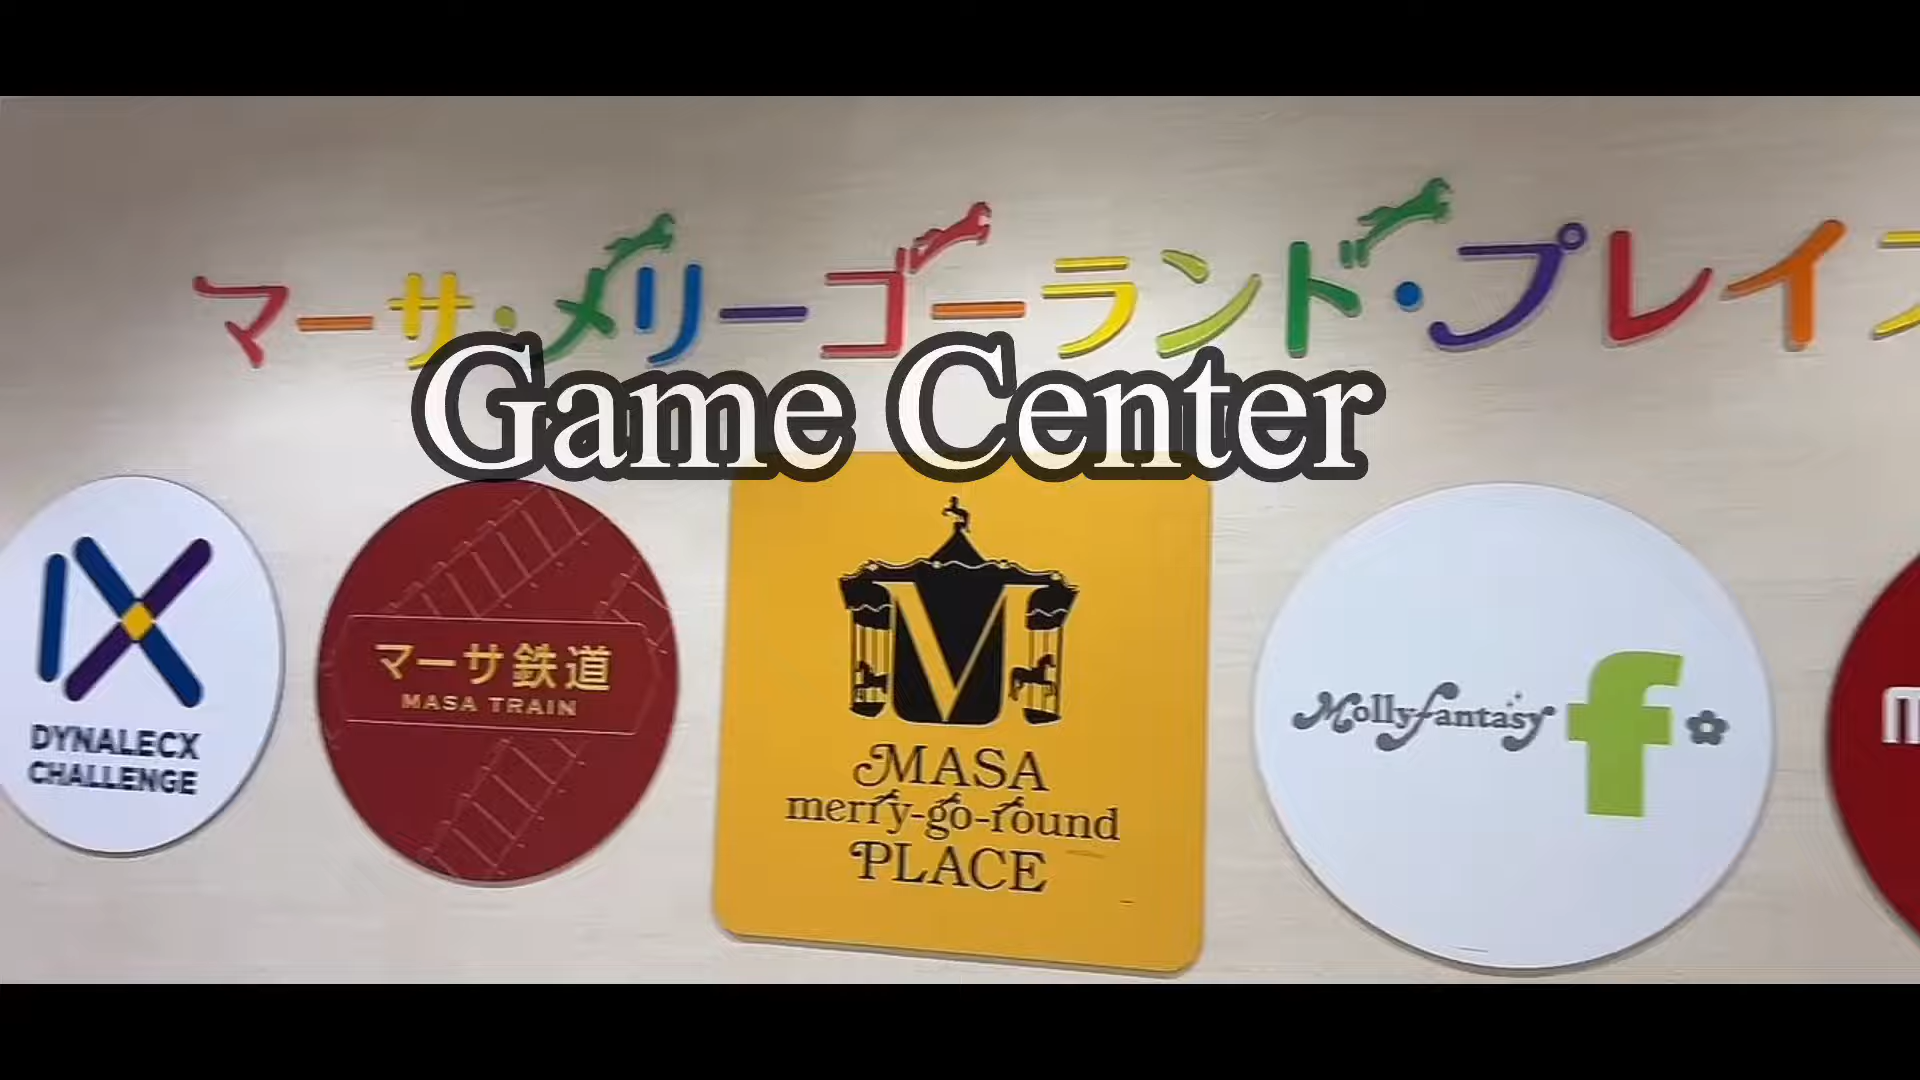 マーサ・メリーゴーランド・プレイス
Game Center
DYNALECX
CHALLENGE
マーサ鉄道
MASA TRAIN
M
MASA
merry-go-round
PLACE
Mollyfantasy f